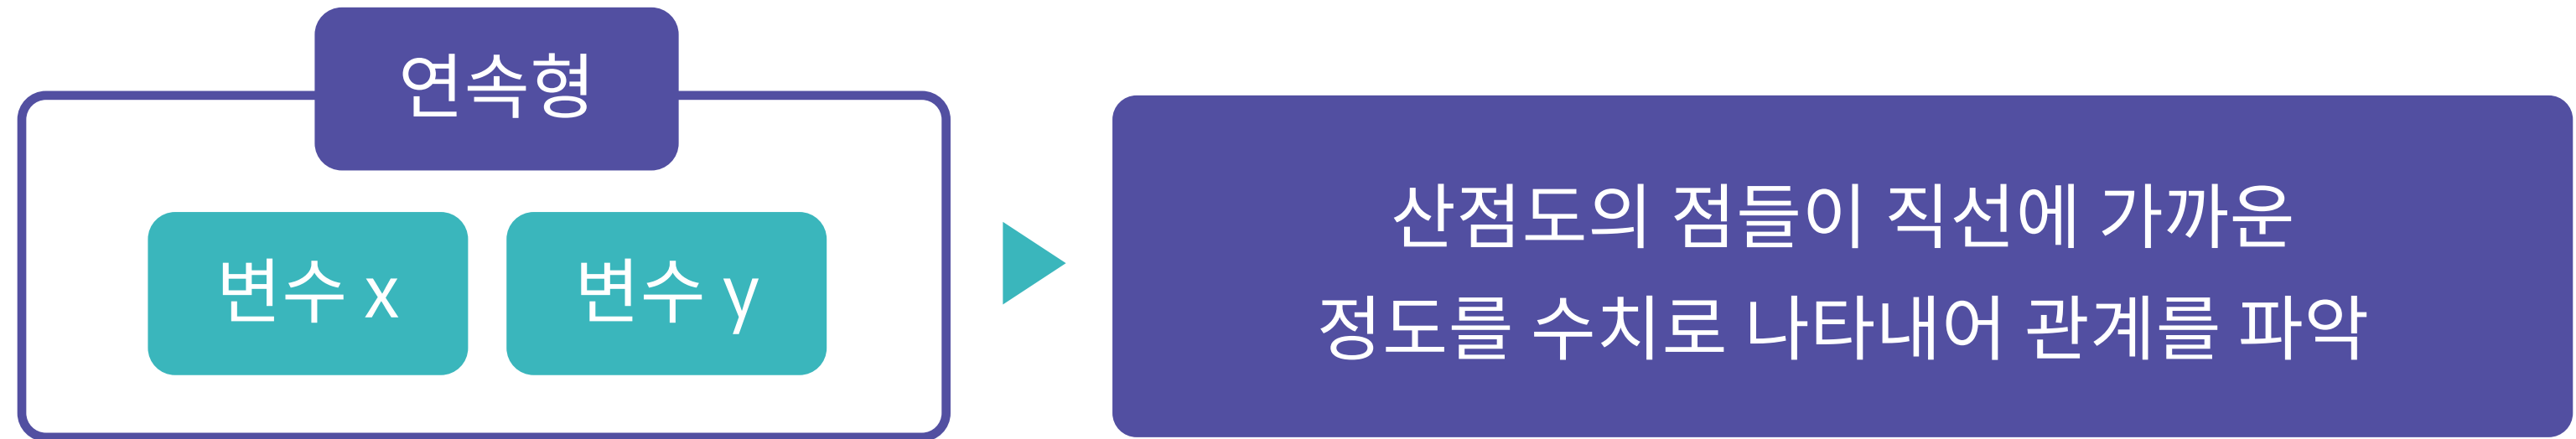 연속형
변수 x
변수 y
산점도의 점들이 직선에 가까운
정도를 수치로 나타내어 관계를 파악